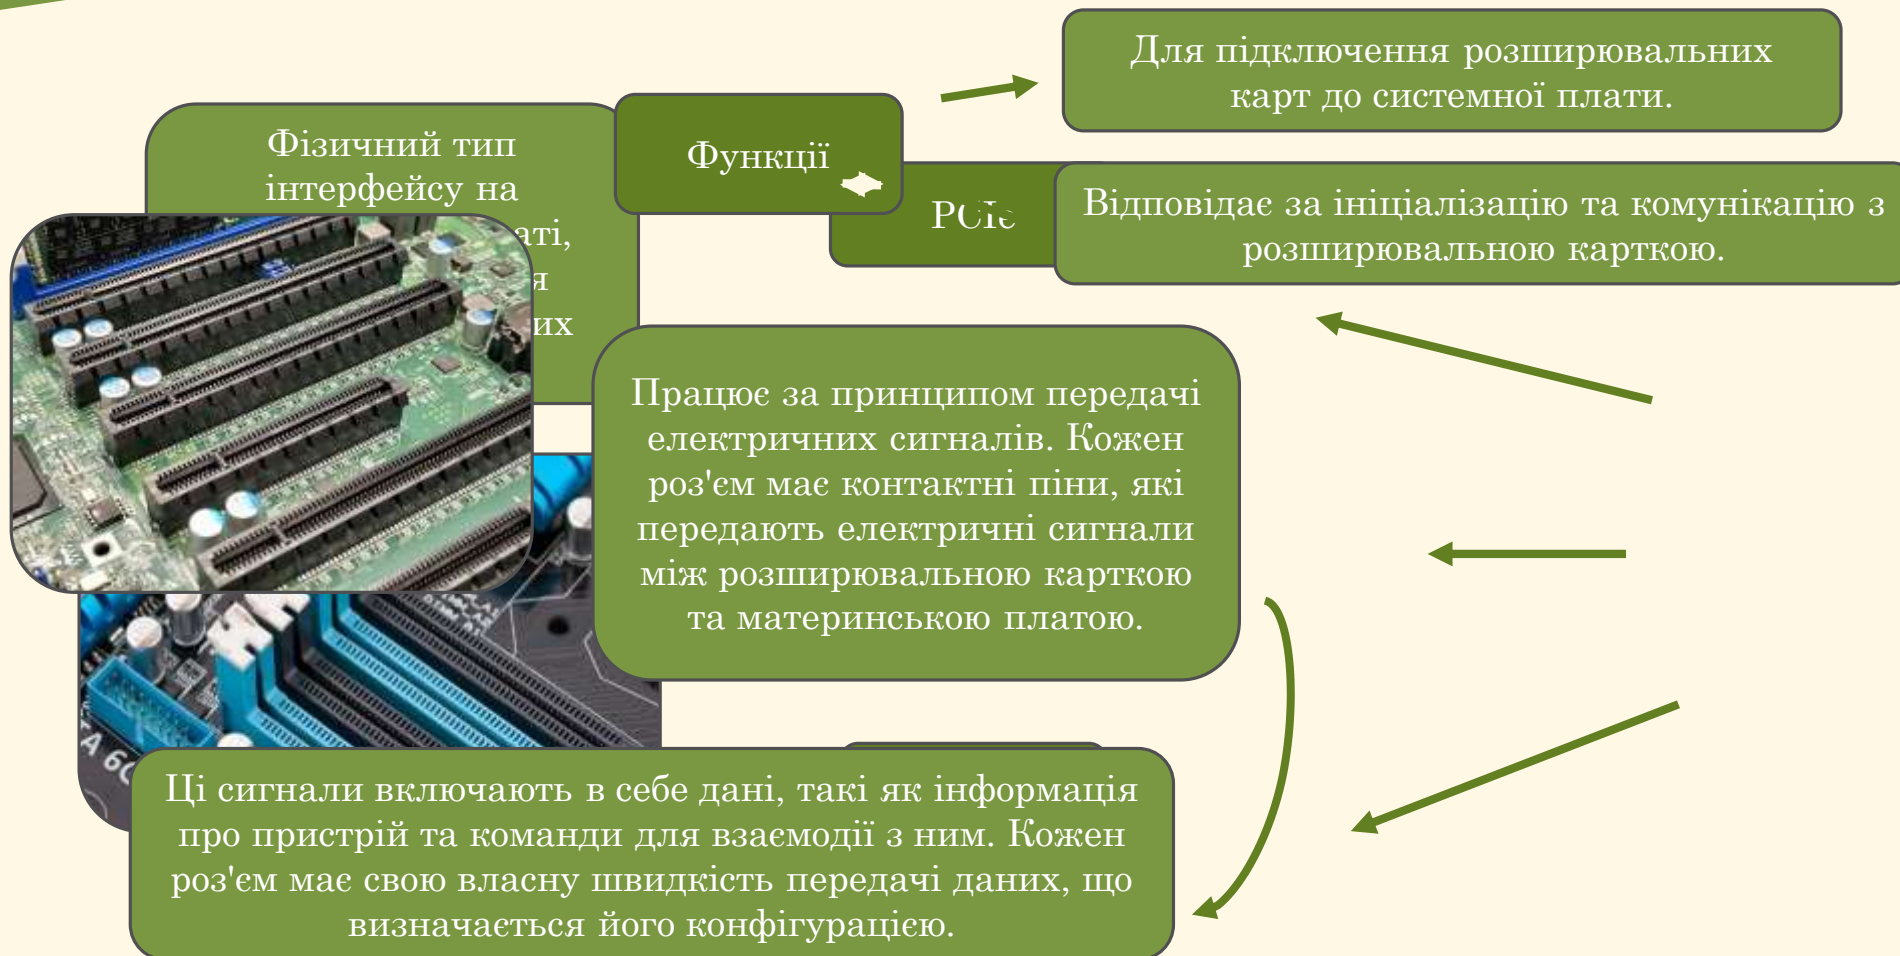 Для підключення розширювальних
карт до системної плати.
Фізичний тип
інтерфейсу на
Функції
PCIe
Відповідає за ініціалізацію та комунікацію з
розширювальною карткою.
Працює за принципом передачі
електричних сигналів. Кожен
роз'єм має контактні піни, які
передають електричні сигнали
між розширювальною карткою
та материнською платою.
Ці сигнали включають в себе дані, такі як інформація
про пристрій та команди для взаємодії з ним. Кожен
роз'єм має свою власну швидкість передачі даних, що
визначається його конфігурацією.